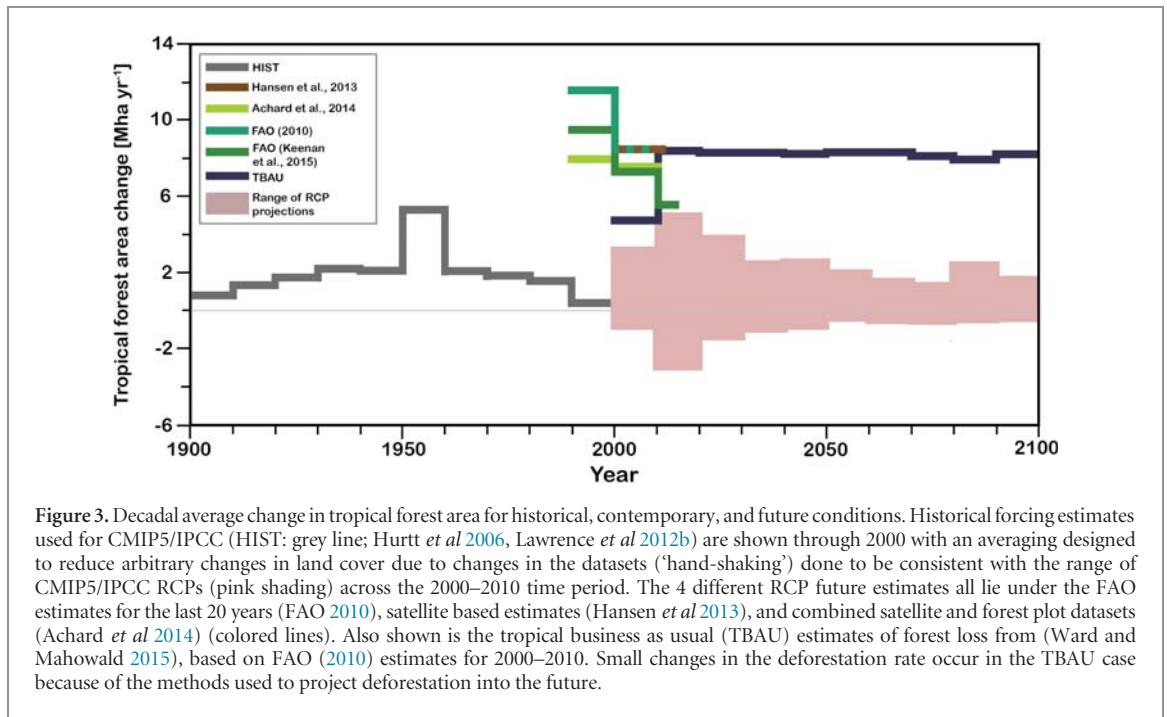 14
10
6
2
-2
-6
Tropical forest area change [Mha yr⁻¹]
HIST
Hansen et al., 2013
Achard et al., 2014
FAO (2010)
FAO (Keenan
et al., 2015)
TBAU
Range of RCP
projections
1900
1950
2000
2050
2100
Year
Figure 3. Decadal average change in tropical forest area for historical, contemporary, and future conditions. Historical forcing estimates
used for CMIP5/IPCC (HIST: grey line; Hurtt et al 2006, Lawrence et al 2012b) are shown through 2000 with an averaging designed
to reduce arbitrary changes in land cover due to changes in the datasets (‘hand-shaking’) done to be consistent with the range of
CMIP5/IPCC RCPs (pink shading) across the 2000–2010 time period. The 4 different RCP future estimates all lie under the FAO
estimates for the last 20 years (FAO 2010), satellite based estimates (Hansen et al 2013), and combined satellite and forest plot datasets
(Achard et al 2014) (colored lines). Also shown is the tropical business as usual (TBAU) estimates of forest loss from (Ward and
Mahowald 2015), based on FAO (2010) estimates for 2000–2010. Small changes in the deforestation rate occur in the TBAU case
because of the methods used to project deforestation into the future.